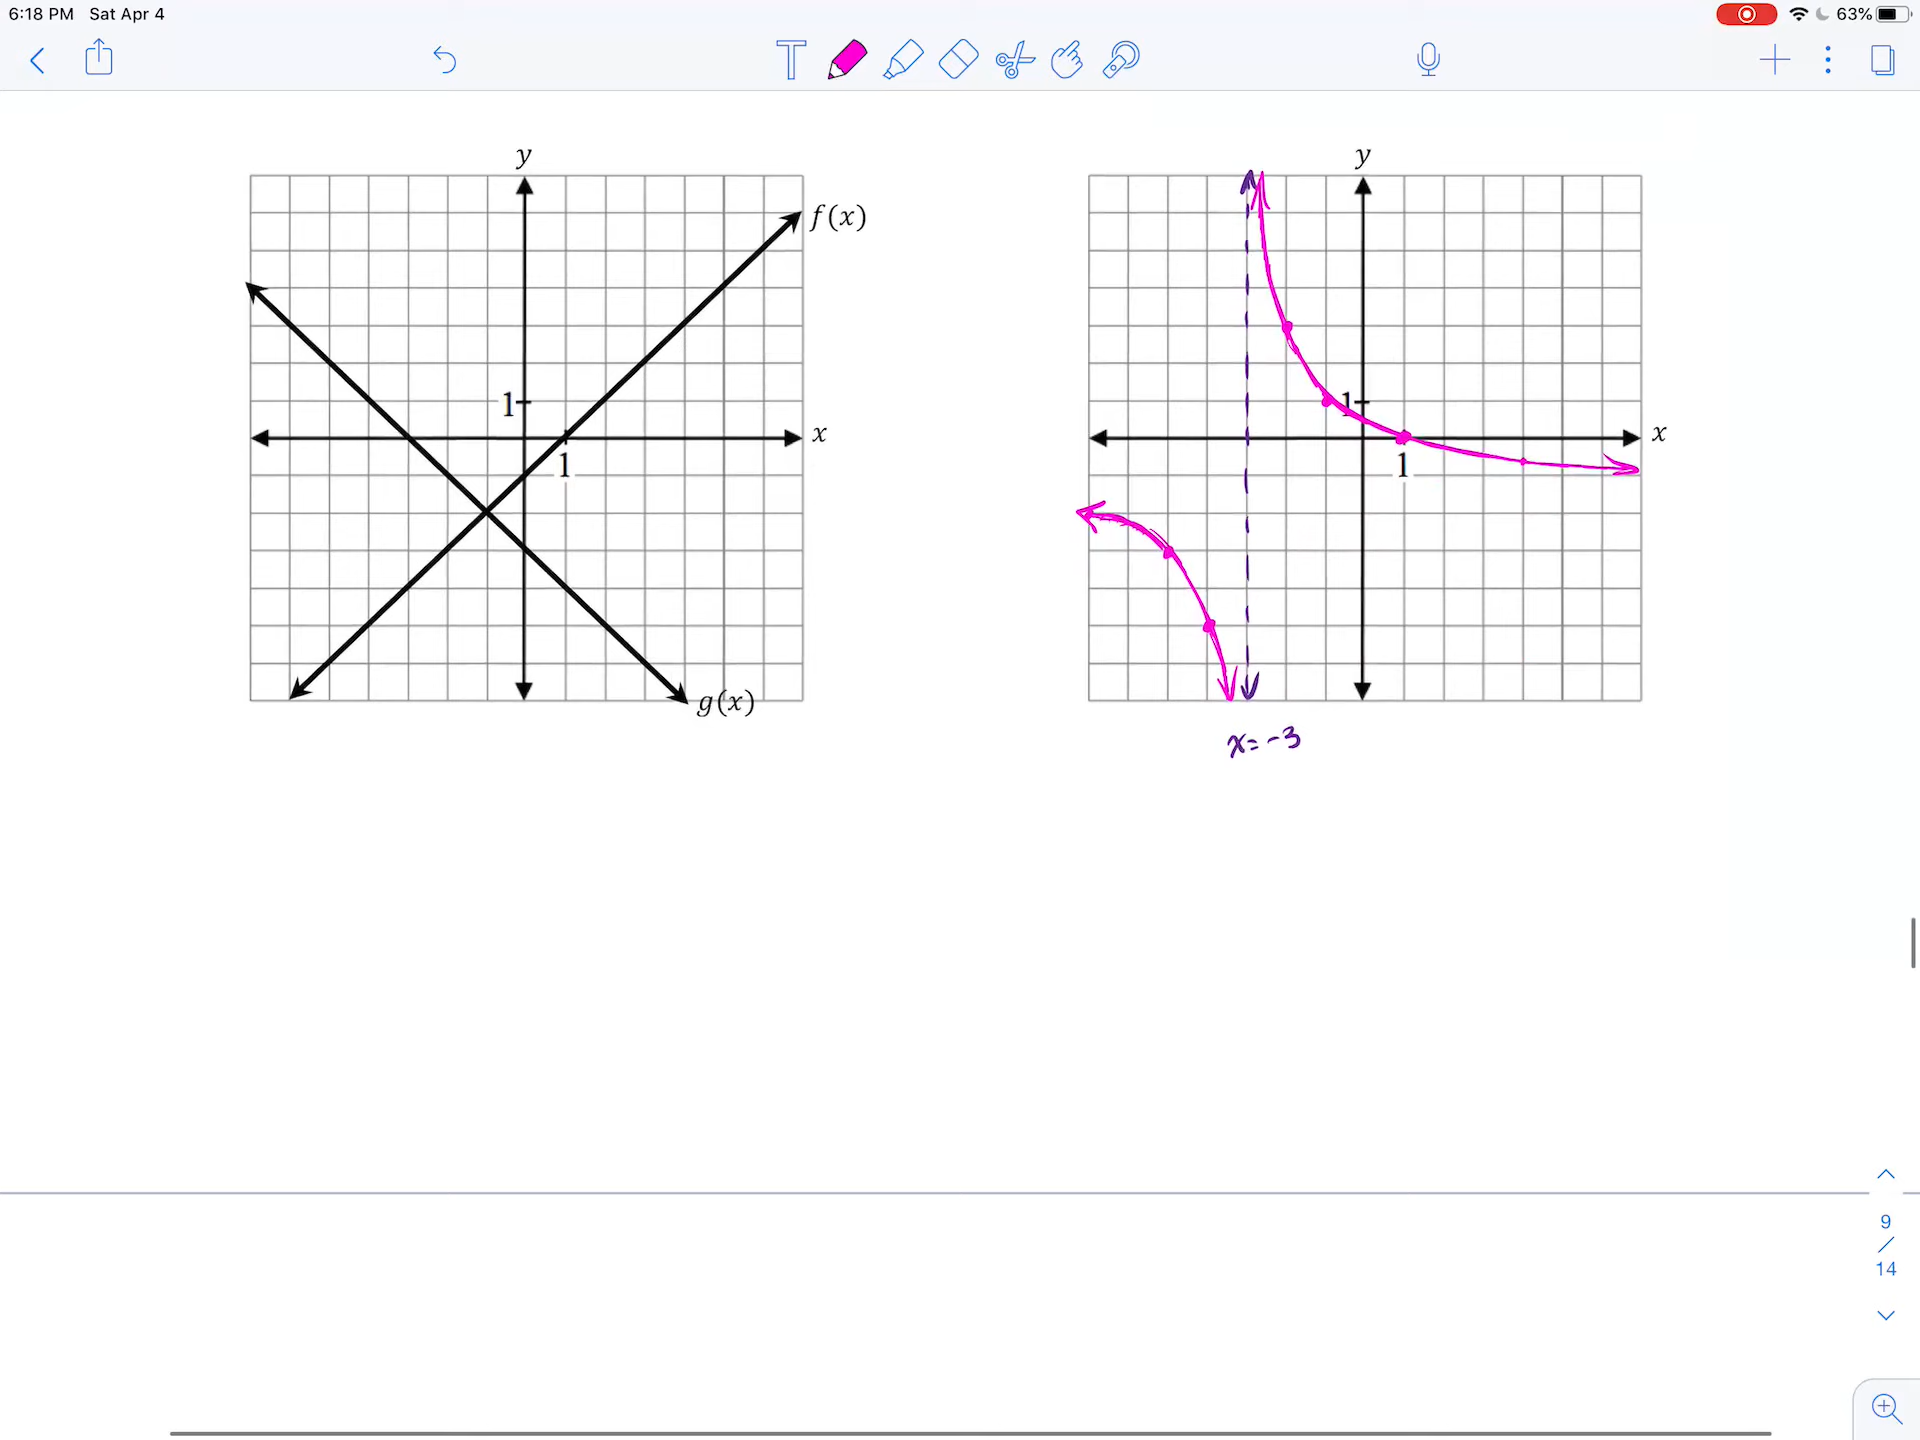 6:18 PM Sat Apr 4 63%
T
y y
f(x)
1 1
x x
1 1
g(x)
x=-3
9
/
14